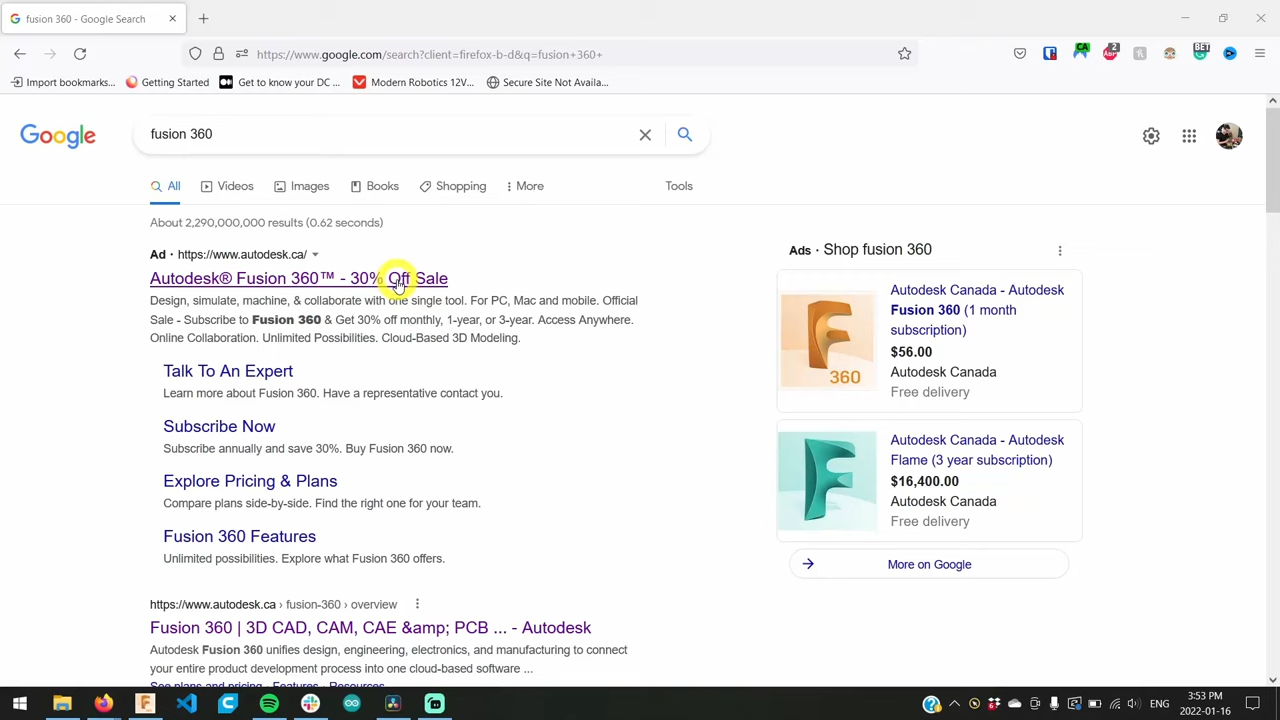 fusion 360 - Google Search
https://www.google.com/search?client=firefox-b-d&q=fusion+360+
CA
2
BET
Import bookmarks...
Getting Started
Get to know your DC ...
Modern Robotics 12V...
Secure Site Not Availa...
Google
fusion 360
All
Videos
Images
Books
Shopping
More
Tools
About 2,290,000,000 results (0.62 seconds)
Ad · https://www.autodesk.ca/
Autodesk® Fusion 360™ - 30% Off Sale
Design, simulate, machine, & collaborate with one single tool. For PC, Mac and mobile. Official
Sale - Subscribe to Fusion 360 & Get 30% off monthly, 1-year, or 3-year. Access Anywhere.
Online Collaboration. Unlimited Possibilities. Cloud-Based 3D Modeling.
Talk To An Expert
Learn more about Fusion 360. Have a representative contact you.
Subscribe Now
Subscribe annually and save 30%. Buy Fusion 360 now.
Explore Pricing & Plans
Compare plans side-by-side. Find the right one for your team.
Fusion 360 Features
Unlimited possibilities. Explore what Fusion 360 offers.
https://www.autodesk.ca › fusion-360 › overview
Fusion 360 | 3D CAD, CAM, CAE &amp; PCB ... - Autodesk
Autodesk Fusion 360 unifies design, engineering, electronics, and manufacturing to connect
your entire product development process into one cloud-based software ...
See plans and pricing · Features · Resources
Ads · Shop fusion 360
360
Autodesk Canada - Autodesk
Fusion 360 (1 month
subscription)
$56.00
Autodesk Canada
Free delivery
Autodesk Canada - Autodesk
Flame (3 year subscription)
$16,400.00
Autodesk Canada
Free delivery
More on Google
ENG
3:53 PM
2022-01-16